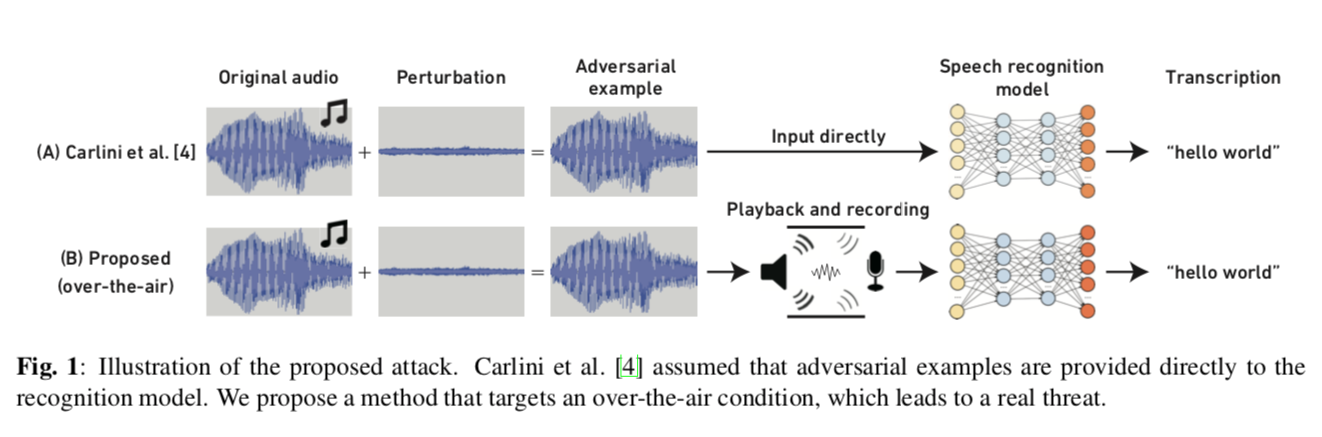 Original audio
Perturbation
Adversarial
example
Speech recognition
model
Transcription
(A) Carlini et al. [4]
+
=
Input directly
“hello world”
Playback and recording
(B) Proposed
(over-the-air)
+
=
“hello world”
Fig. 1: Illustration of the proposed attack. Carlini et al. [4] assumed that adversarial examples are provided directly to the
recognition model. We propose a method that targets an over-the-air condition, which leads to a real threat.